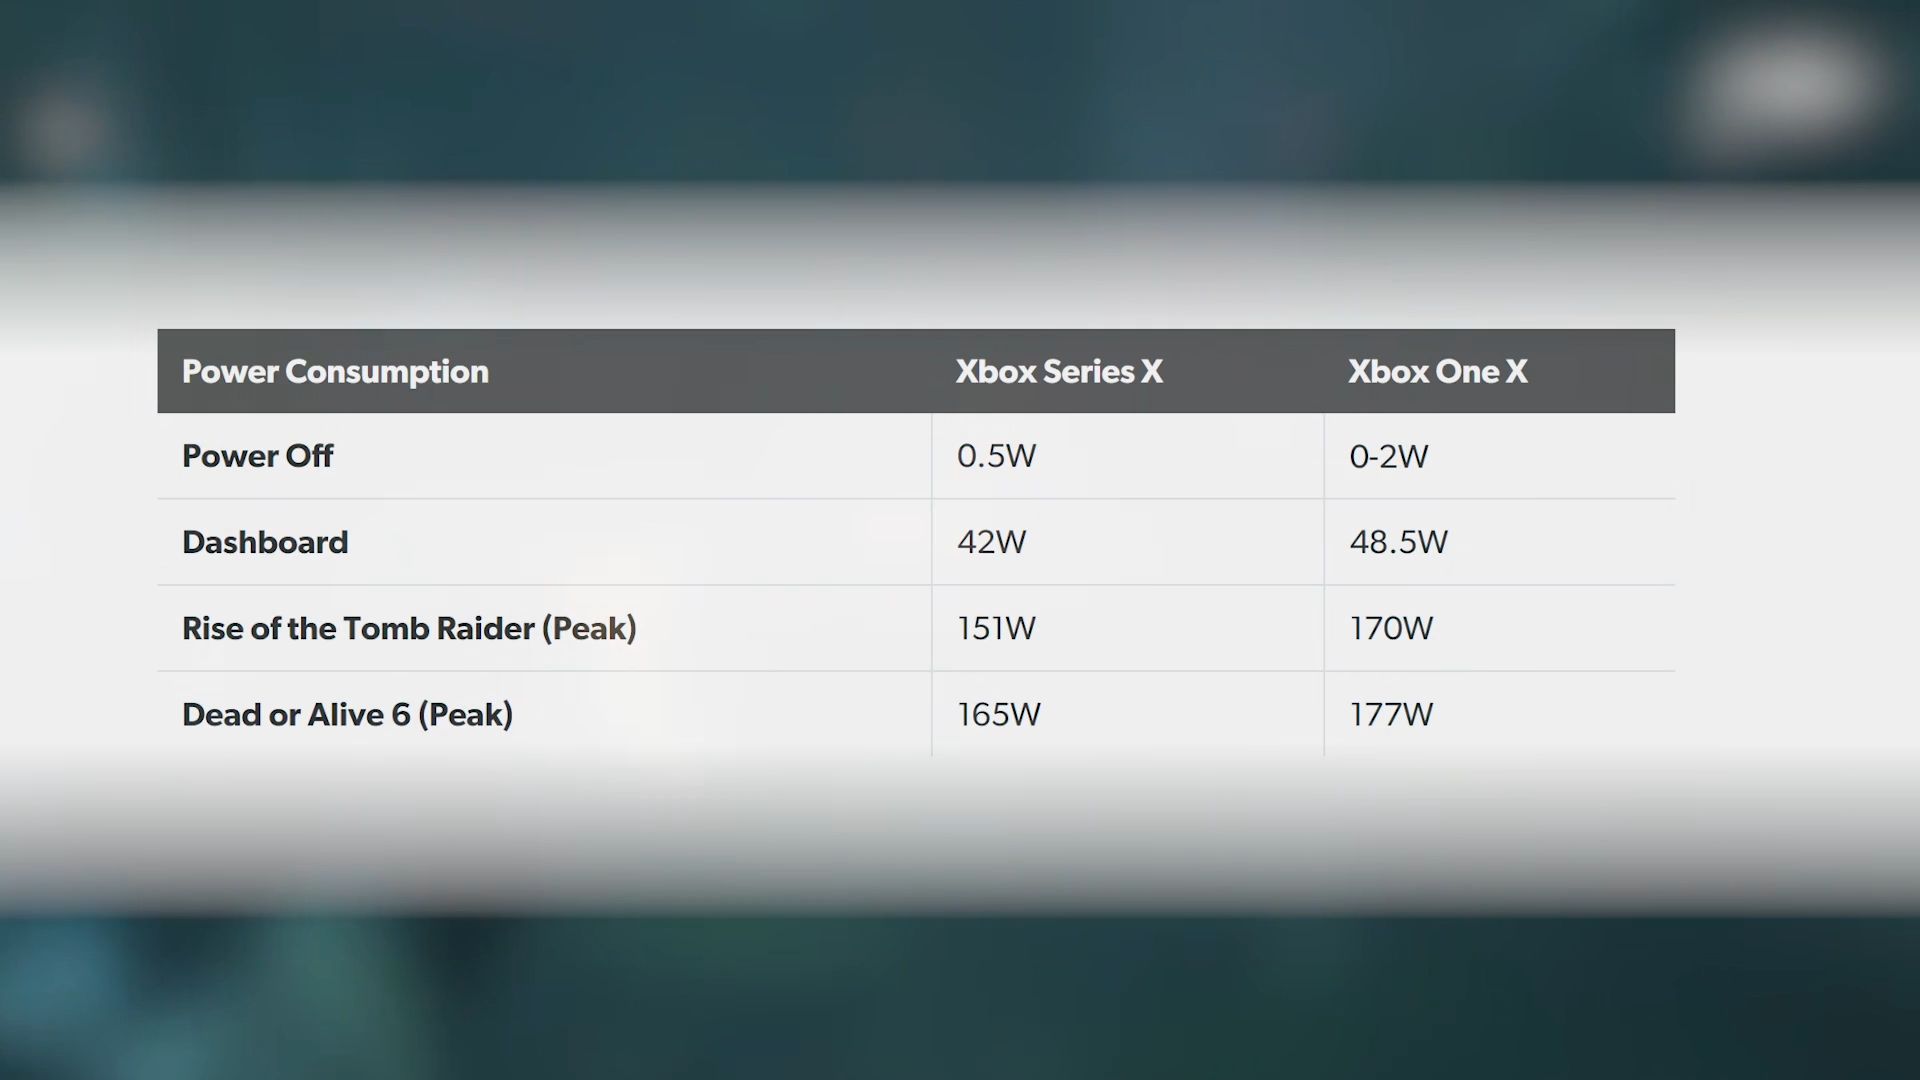 Power Consumption Xbox Series X Xbox One X
Power Off 0.5W 0-2W
Dashboard 42W 48.5W
Rise of the Tomb Raider (Peak) 151W 170W
Dead or Alive 6 (Peak) 165W 177W